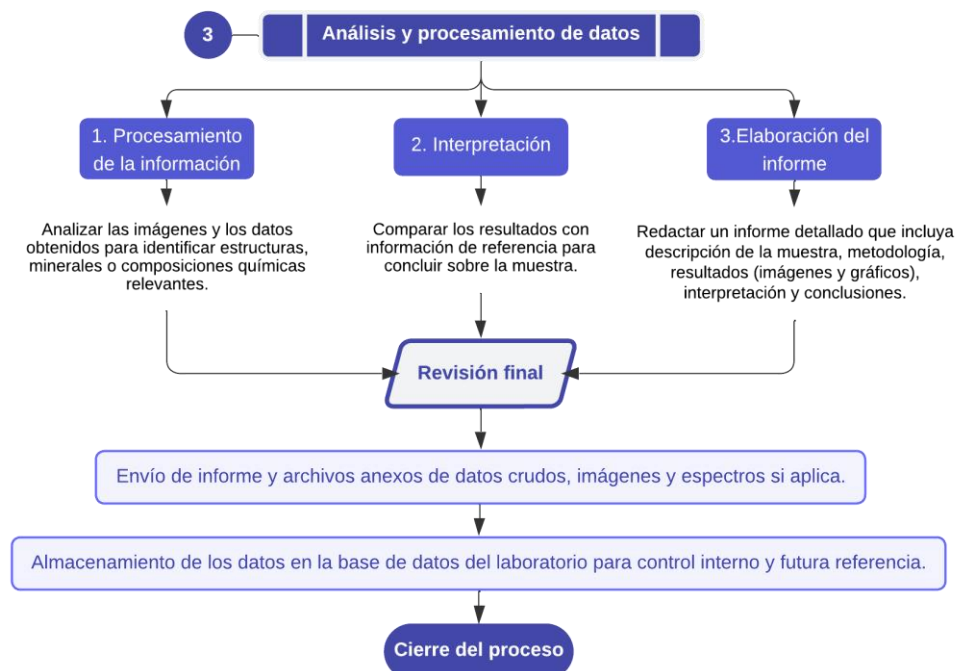 3
Análisis y procesamiento de datos
1. Procesamiento
de la información
Analizar las imágenes y los datos
obtenidos para identificar estructuras,
minerales o composiciones químicas
relevantes.
2. Interpretación
Comparar los resultados con
información de referencia para
concluir sobre la muestra.
3.Elaboración del
informe
Redactar un informe detallado que incluya
descripción de la muestra, metodología,
resultados (imágenes y gráficos),
interpretación y conclusiones.
Revisión final
Envío de informe y archivos anexos de datos crudos, imágenes y espectros si aplica.
Almacenamiento de los datos en la base de datos del laboratorio para control interno y futura referencia.
Cierre del proceso